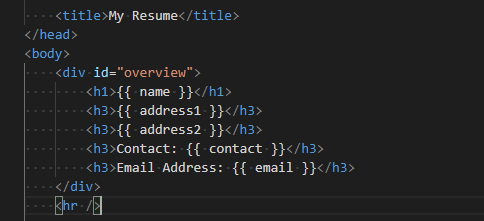 <title>My Resume</title>
</head>
<body>
<div id="overview">
<h1>{{ name }}</h1>
<h3>{{ address1 }}</h3>
<h3>{{ address2 }}</h3>
<h3>Contact: {{ contact }}</h3>
<h3>Email Address: {{ email }}</h3>
</div>
<hr />